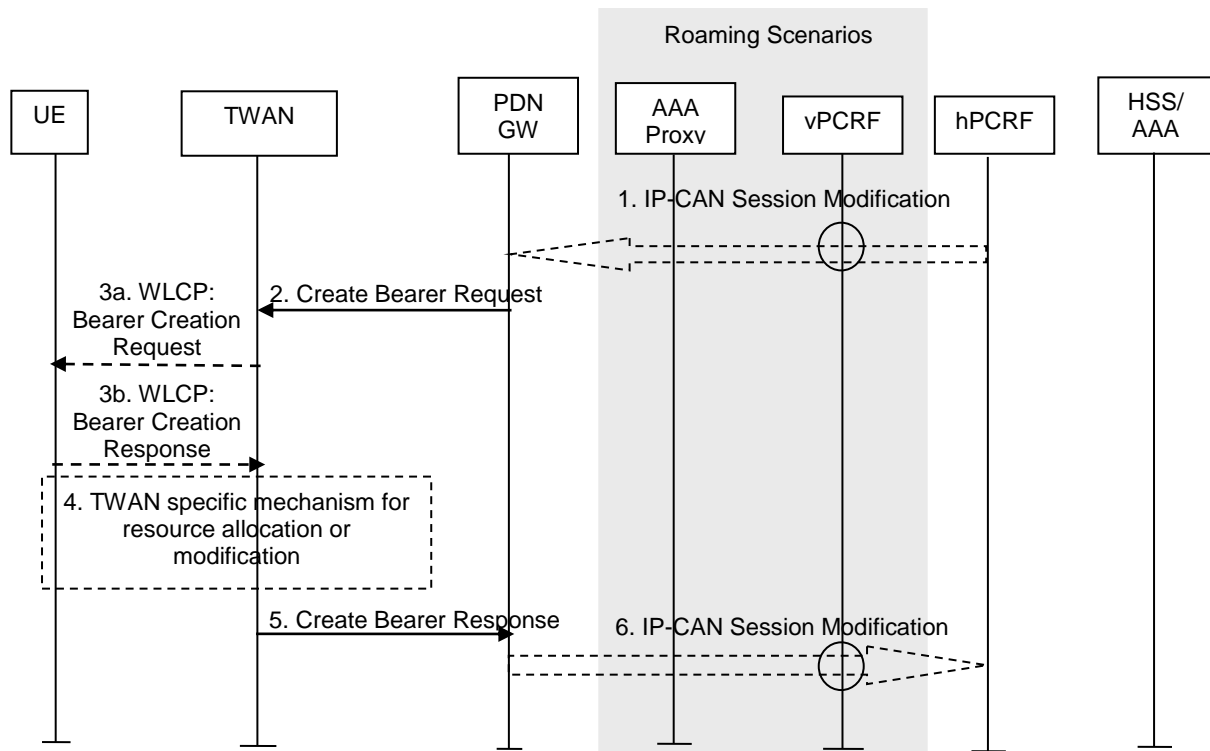 Roaming Scenarios
UE
TWAN
PDN
GW
AAA
Proxy
vPCRF
hPCRF
HSS/
AAA
1. IP-CAN Session Modification
2. Create Bearer Request
3a. WLCP:
Bearer Creation
Request
3b. WLCP:
Bearer Creation
Response
4. TWAN specific mechanism for
resource allocation or
modification
5. Create Bearer Response
6. IP-CAN Session Modification